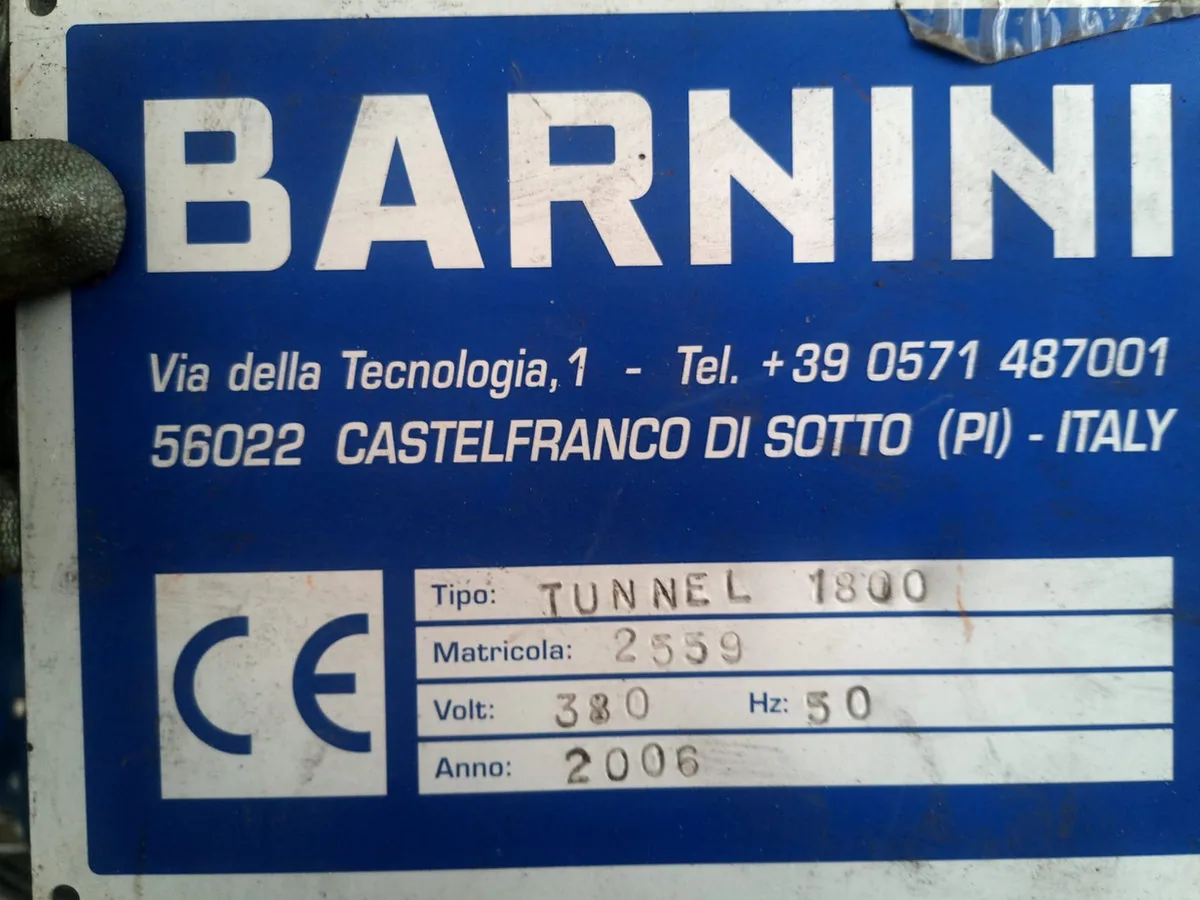 BARNINI
Via della Tecnologia, 1 - Tel. +39 0571 487001
56022 CASTELFRANCO DI SOTTO (PI) - ITALY
CE
Tipo: TUNNEL 1800
Matricola: 2559
Volt: 380 Hz: 50
Anno: 2006